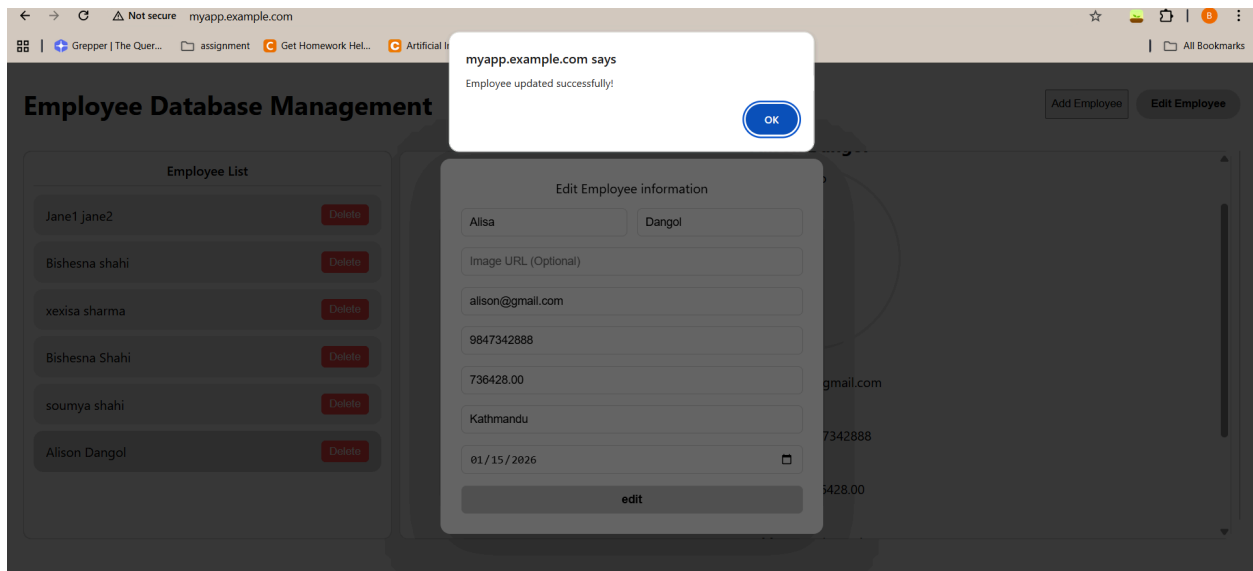 Not secure myapp.example.com
B
Grepper | The Quer... assignment Get Homework Hel... Artificial I
All Bookmarks
myapp.example.com says
Employee updated successfully!
OK
Employee Database Management
Add Employee Edit Employee
Employee List
Jane1 jane2 Delete
Bishesna shahi Delete
xexisa sharma Delete
Bishesna Shahi Delete
soumya shahi Delete
Alison Dangol Delete
Edit Employee information
Alisa Dangol
Image URL (Optional)
alison@gmail.com
9847342888
736428.00
Kathmandu
01/15/2026
edit
gmail.com
7342888
6428.00